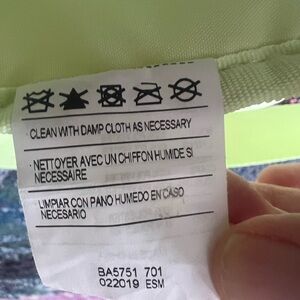 CLEAN WITH DAMP CLOTH AS NECESSARY
· NETTOYER AVEC UN CHIFFON HUMIDE SI
NECESSAIRE
LIMPIAR CON PANO HUMEDO EN CASO
NECESARIO
BA5751 701
022019 ESM